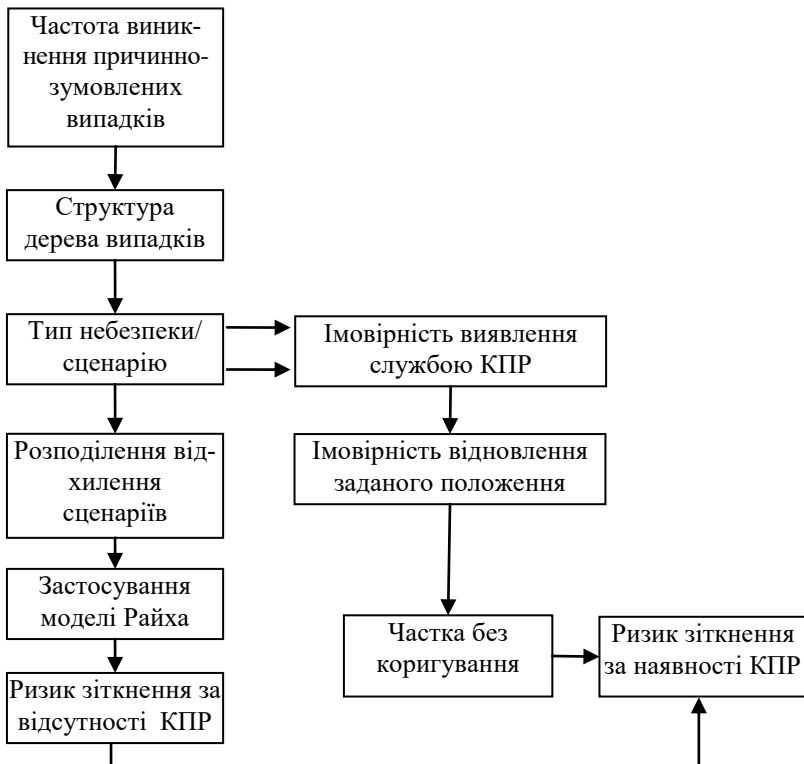 Частота виник-
нення причинно-
зумовлених
випадків
Структура
дерева випадків
Тип небезпеки/
сценарію
Імовірність виявлення
службою КПР
Розподілення від-
хилення
сценаріїв
Імовірність відновлення
заданого положення
Застосування
моделі Райха
Частка без
коригування
Ризик зіткнення
за наявності КПР
Ризик зіткнення за
відсутності КПР